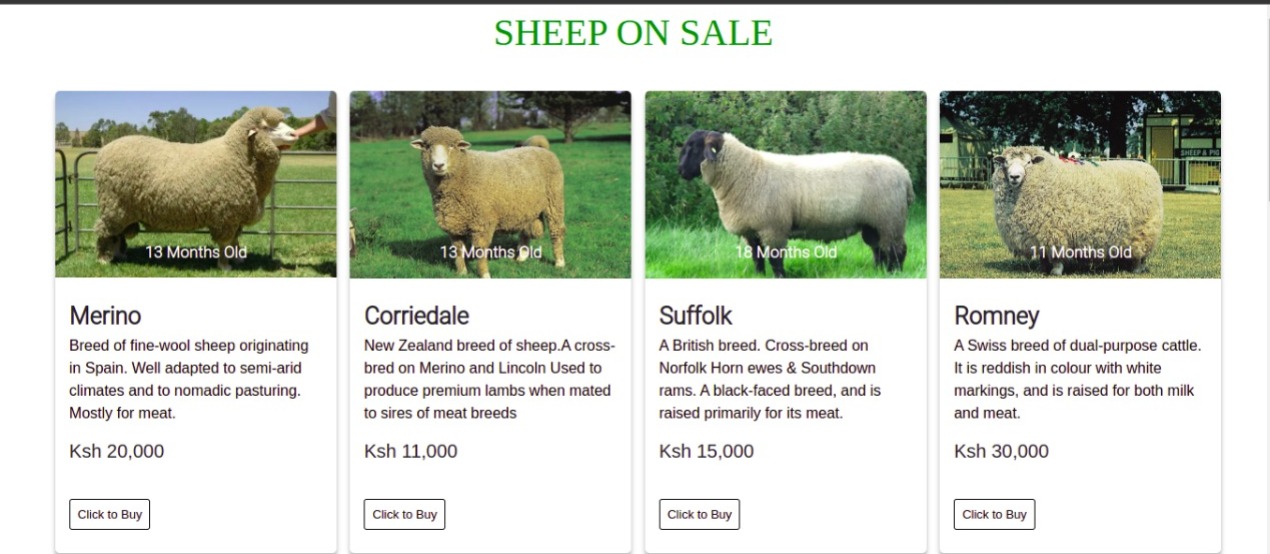 SHEEP ON SALE
SHEEP & PIG
13 Months Old
13 Months Old
18 Months Old
11 Months Old
Merino
Breed of fine-wool sheep originating
in Spain. Well adapted to semi-arid
climates and to nomadic pasturing.
Mostly for meat.
Ksh 20,000
Click to Buy
Corriedale
New Zealand breed of sheep.A cross-
bred on Merino and Lincoln Used to
produce premium lambs when mated
to sires of meat breeds
Ksh 11,000
Click to Buy
Suffolk
A British breed. Cross-bred on
Norfolk Horn ewes & Southdown
rams. A black-faced breed, and is
raised primarily for its meat.
Ksh 15,000
Click to Buy
Romney
A Swiss breed of dual-purpose cattle.
It is reddish in colour with white
markings, and is raised for both milk
and meat.
Ksh 30,000
Click to Buy